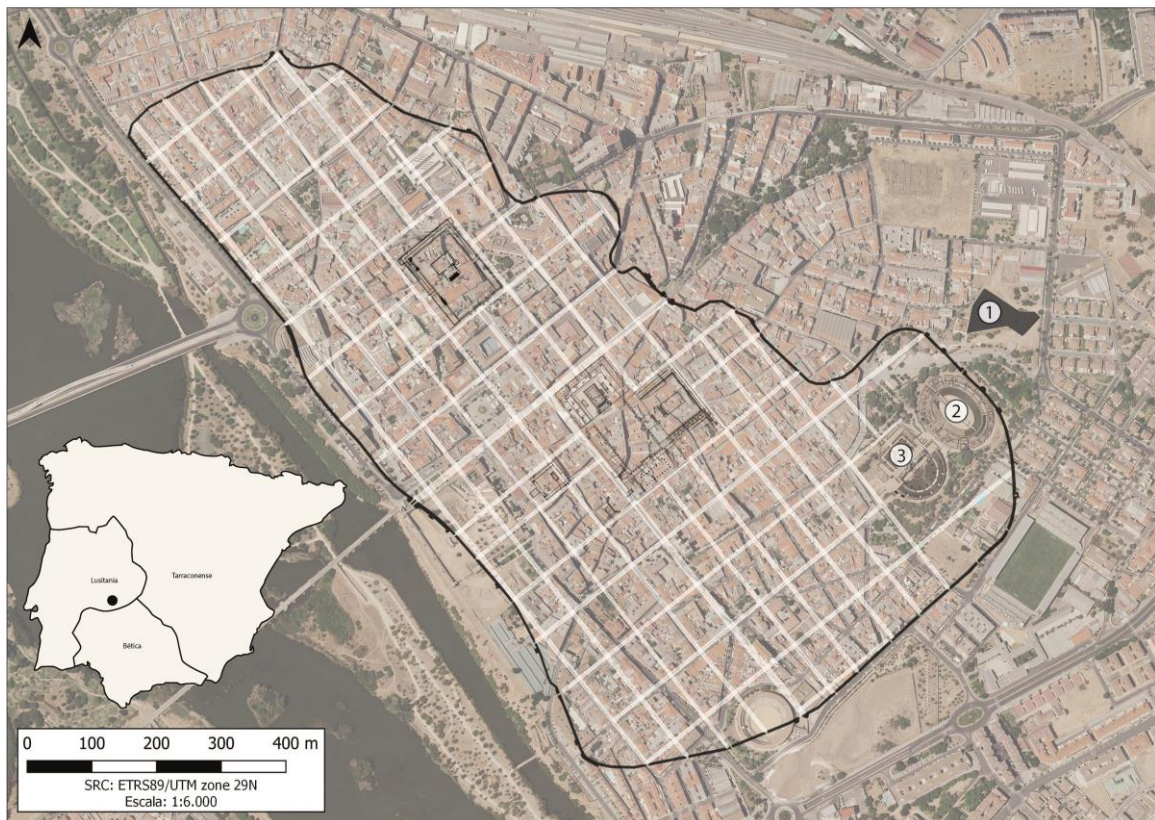 1
2
3
Lusitania
Tarraconense
Bética
0 100 200 300 400 m
SRC: ETRS89/UTM zone 29N
Escala: 1:6.000